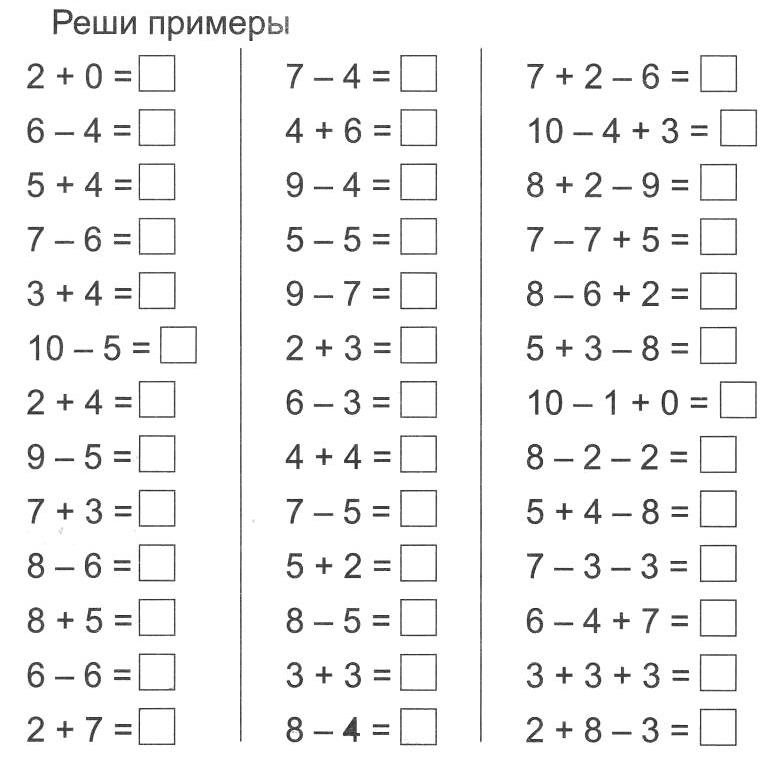 Реши примеры
2 + 0 =
6 – 4 =
5 + 4 =
7 – 6 =
3 + 4 =
10 – 5 =
2 + 4 =
9 – 5 =
7 + 3 =
8 – 6 =
8 + 5 =
6 – 6 =
2 + 7 =
7 – 4 =
4 + 6 =
9 – 4 =
5 – 5 =
9 – 7 =
2 + 3 =
6 – 3 =
4 + 4 =
7 – 5 =
5 + 2 =
8 – 5 =
3 + 3 =
8 – 4 =
7 + 2 – 6 =
10 – 4 + 3 =
8 + 2 – 9 =
7 – 7 + 5 =
8 – 6 + 2 =
5 + 3 – 8 =
10 – 1 + 0 =
8 – 2 – 2 =
5 + 4 – 8 =
7 – 3 – 3 =
6 – 4 + 7 =
3 + 3 + 3 =
2 + 8 – 3 =